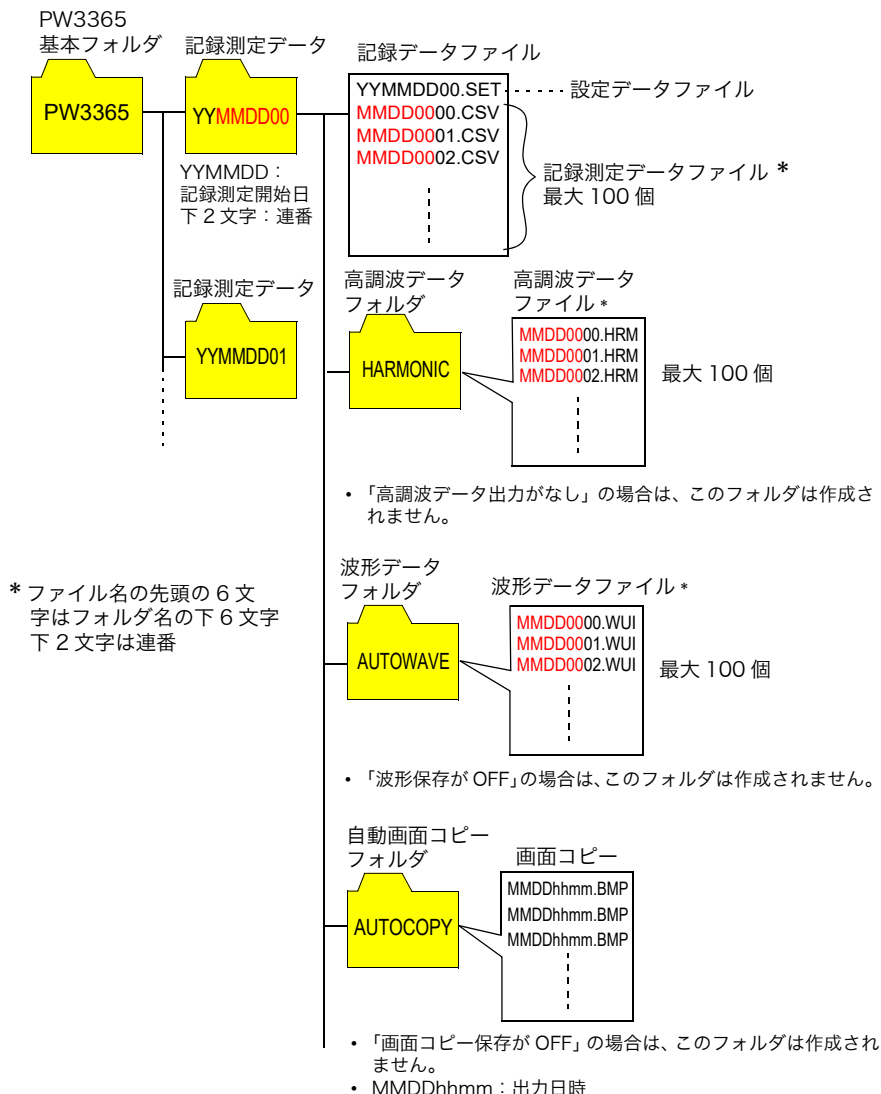 PW3365
基本フォルダ
記録測定データ
記録データファイル
PW3365
YYMMDD00
YYMMDD：
記録測定開始日
下 2 文字：連番
YYMMDD00.SET
設定データファイル
MMDD0000.CSV
MMDD0001.CSV
MMDD0002.CSV
記録測定データファイル *
最大 100 個
記録測定データ
YYMMDD01
高調波データ
フォルダ
HARMONIC
高調波データ
ファイル *
MMDD0000.HRM
MMDD0001.HRM
MMDD0002.HRM
最大 100 個
• 「高調波データ出力がなし」の場合は、このフォルダは作成さ
れません。
* ファイル名の先頭の 6 文
字はフォルダ名の下 6 文字
下 2 文字は連番
波形データ
フォルダ
AUTOWAVE
波形データファイル *
MMDD0000.WUI
MMDD0001.WUI
MMDD0002.WUI
最大 100 個
• 「波形保存が OFF」の場合は、このフォルダは作成されません。
自動画面コピー
フォルダ
AUTOCOPY
画面コピー
MMDDhhmm.BMP
MMDDhhmm.BMP
MMDDhhmm.BMP
• 「画面コピー保存が OFF」の場合は、このフォルダは作成され
ません。
• MMDDhhmm：出力日時